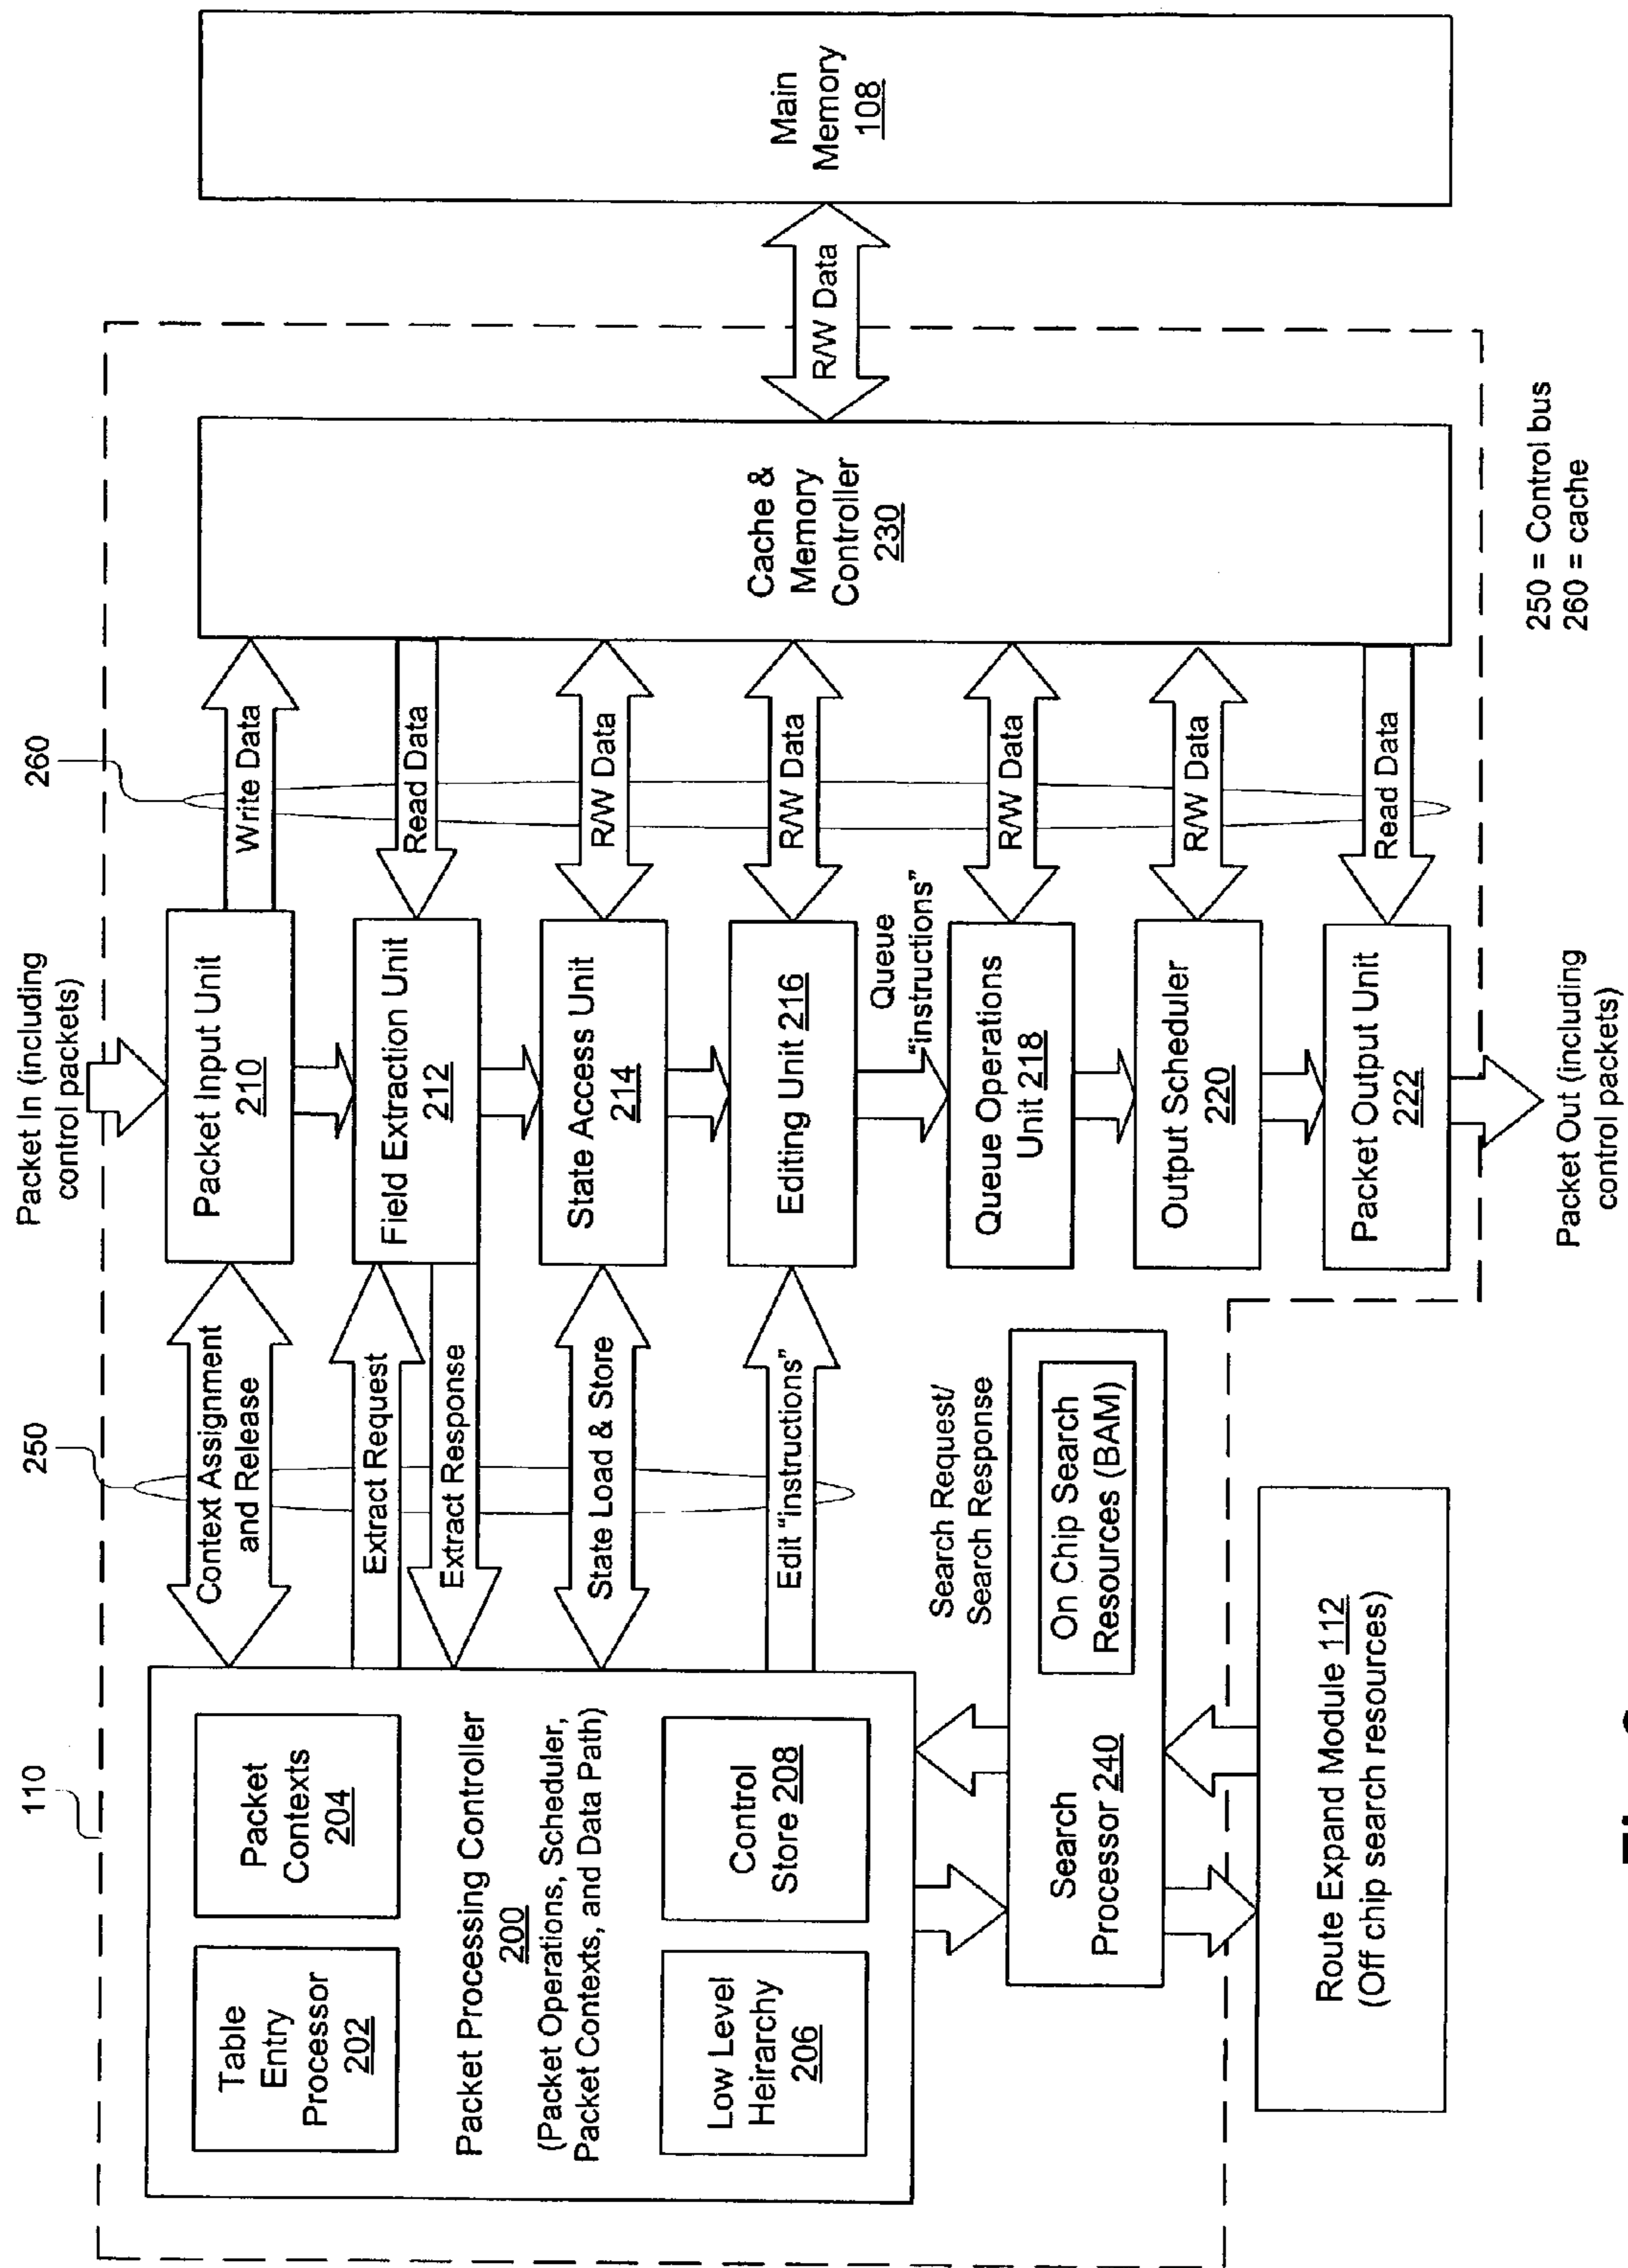 110
250
260
Packet In (including
control packets)
Table
Entry
Processor
202
Packet
Contexts
204
Packet Processing Controller
200
(Packet Operations, Scheduler,
Packet Contexts, and Data Path)
Low Level
Heirarchy
206
Control
Store 208
Context Assignment
and Release
Extract Request
Extract Response
State Load & Store
Edit "instructions"
Packet Input Unit
210
Field Extraction Unit
212
State Access Unit
214
Editing Unit 216
Queue
"instructions"
Queue Operations
Unit 218
Output Scheduler
220
Packet Output Unit
222
Write Data
Read Data
R/W Data
R/W Data
R/W Data
R/W Data
Read Data
Cache &
Memory
Controller
230
R/W Data
Main
Memory
108
Search Request/
Search Response
Search
Processor 240
On Chip Search
Resources (BAM)
Route Expand Module 112
(Off chip search resources)
Packet Out (including
control packets)
250 = Control bus
260 = cache